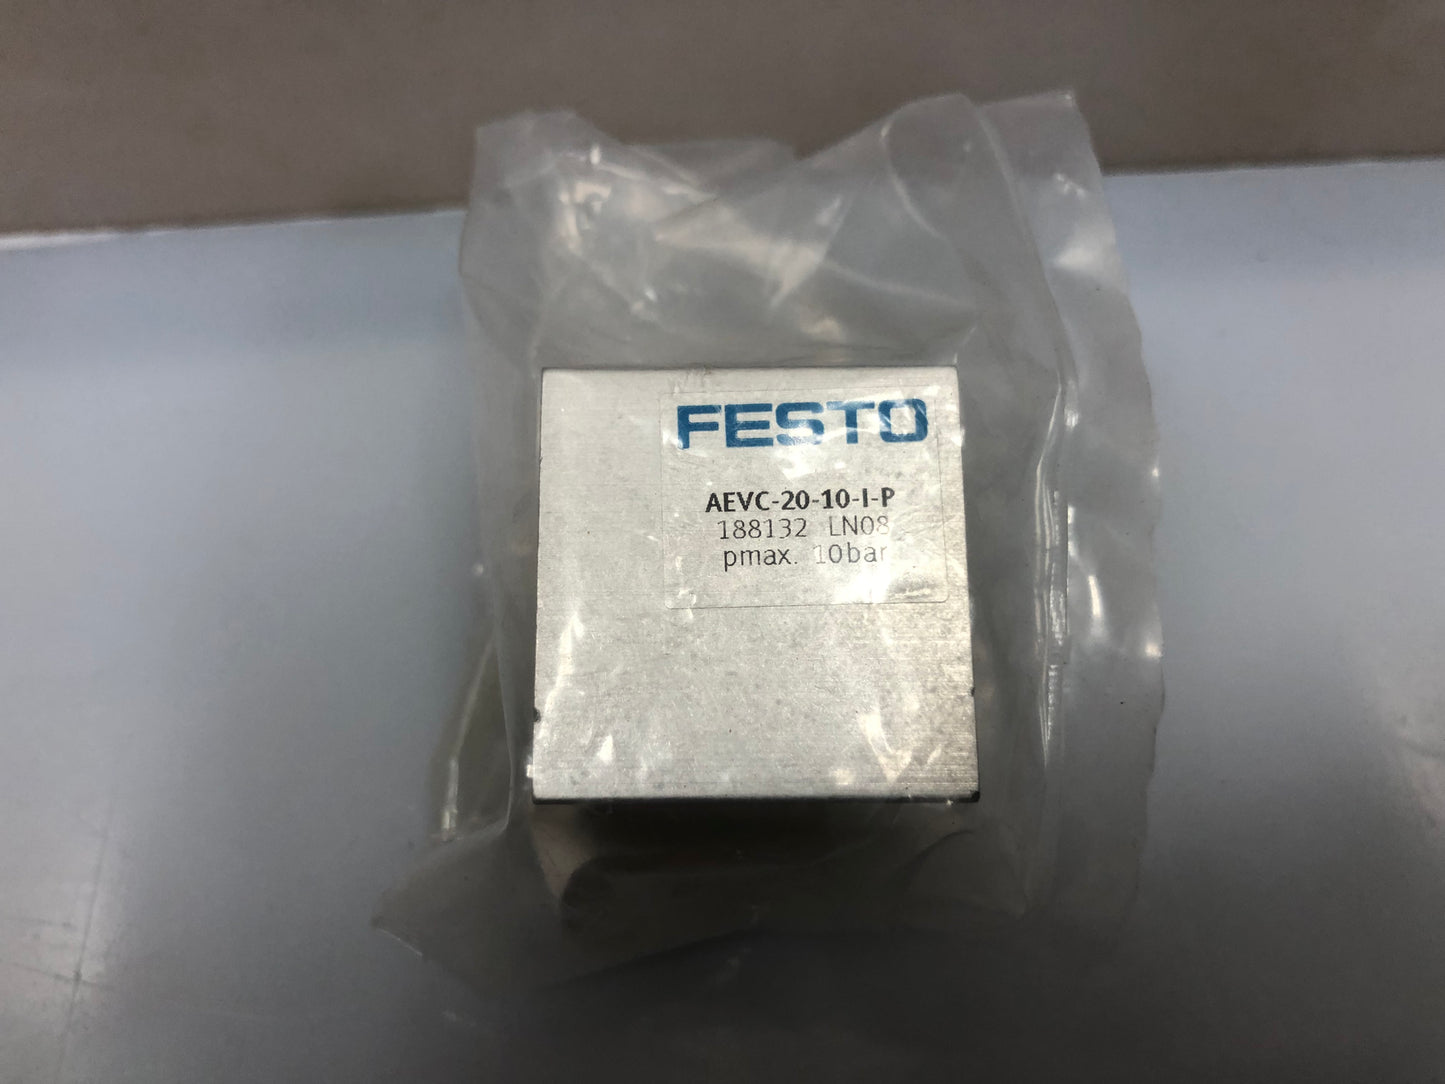 FESTO
AEVC-20-10-I-P
188132 LN08
pmax. 10bar